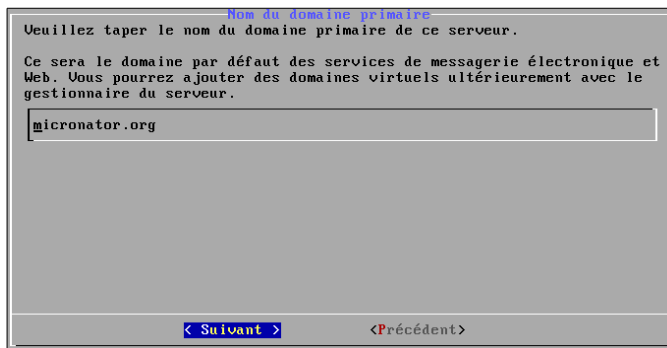 Nom du domaine primaire
Veuillez taper le nom du domaine primaire de ce serveur.
Ce sera le domaine par défaut des services de messagerie électronique et
Web. Vous pourrez ajouter des domaines virtuels ultérieurement avec le
gestionnaire du serveur.
micronator.org
< Suivant > <Précédent>